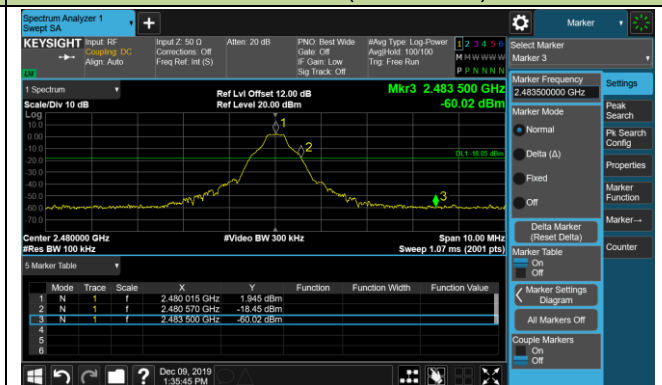 Spectrum Analyzer 1
Swept SA
+
Marker
KEYSIGHT
Input: RF
Coupling: DC
Align: Auto
Input Z: 50 Ω
Corrections: Off
Freq Ref: Int (S)
Atten: 20 dB
PNO: Best Wide
Gate: Off
IF Gain: Low
Sig Track: Off
#Avg Type: Log-Power
Avg|Hold: 100/100
Trig: Free Run
1 2 3 4 5 6
M W W W W W
P P N N N N
LXI
Select Marker
Marker 3
1 Spectrum
Scale/Div 10 dB
Log
Ref Lvl Offset 12.00 dB
Ref Level 20.00 dBm
Mkr3 2.483 500 GHz
-60.02 dBm
10.0
0.00
-10.0
-20.0
-30.0
-40.0
-50.0
-60.0
-70.0
1
2
3
DL1 -18.05 dBm
Center 2.480000 GHz
#Res BW 100 kHz
#Video BW 300 kHz
Span 10.00 MHz
Sweep 1.07 ms (2001 pts)
5 Marker Table
Mode Trace Scale X Y Function Function Width Function Value
1 N 1 f 2.480 015 GHz 1.945 dBm
2 N 1 f 2.480 570 GHz -18.45 dBm
3 N 1 f 2.483 500 GHz -60.02 dBm
4
5
6
Marker Frequency
2.483500000 GHz
Marker Mode
Normal
Delta (Δ)
Fixed
Off
Delta Marker
(Reset Delta)
Marker Table
On
Off
Marker Settings
Diagram
All Markers Off
Couple Markers
On
Off
Settings
Peak
Search
Pk Search
Config
Properties
Marker
Function
Marker→
Counter
?
Dec 09, 2019
1:35:45 PM